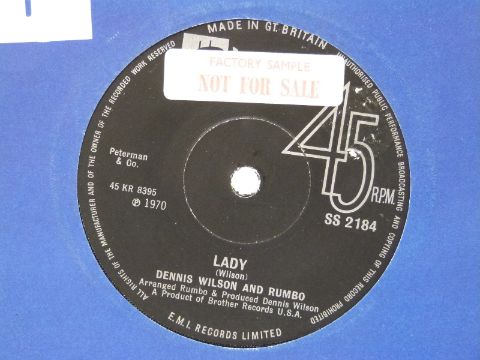 MADE IN GT. BRITAIN
FACTORY SAMPLE
NOT FOR SALE
45
R.P.M.
SS 2184
Peterman
& Co.
45 KR 8395
℗ 1970
LADY
(Wilson)
DENNIS WILSON AND RUMBO
Arranged Rumbo & Produced Dennis Wilson
A Product of Brother Records U.S.A.
E.M.I. RECORDS LIMITED
ALL RIGHTS OF THE MANUFACTURER AND OF THE OWNER OF THE RECORDED WORK RESERVED
UNAUTHORISED PUBLIC PERFORMANCE BROADCASTING AND COPYING OF THIS RECORD PROHIBITED